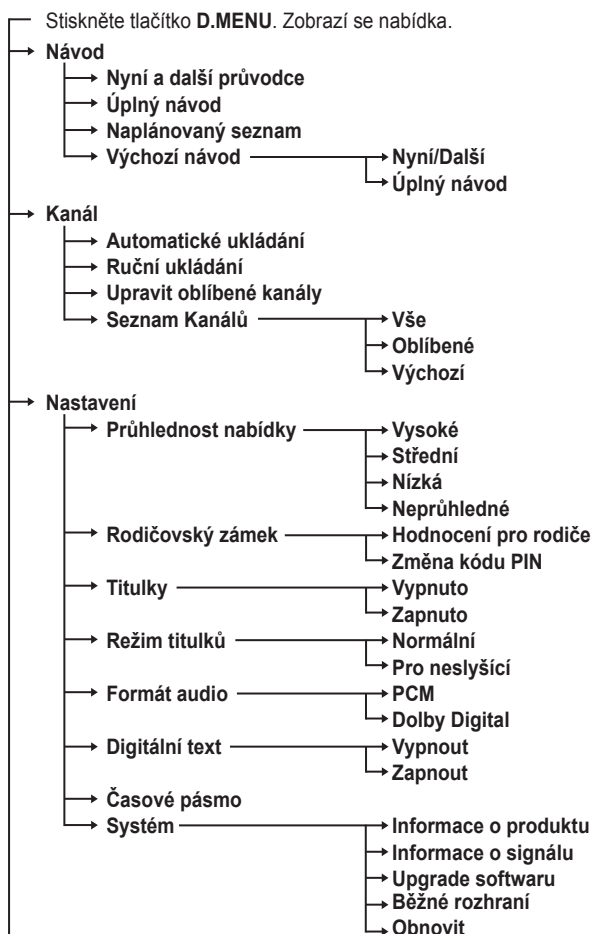 Stiskněte tlačítko D.MENU. Zobrazí se nabídka.
Návod
Nyní a další průvodce
Úplný návod
Naplánovaný seznam
Výchozí návod Nyní/Další
Úplný návod
Kanál
Automatické ukládání
Ruční ukládání
Upravit oblíbené kanály
Seznam Kanálů Vše
Oblíbené
Výchozí
Nastavení
Průhlednost nabídky Vysoké
Střední
Nízká
Neprůhledné
Rodičovský zámek Hodnocení pro rodiče
Změna kódu PIN
Titulky Vypnuto
Zapnuto
Režim titulků Normální
Pro neslyšící
Formát audio PCM
Dolby Digital
Digitální text Vypnout
Zapnout
Časové pásmo
Systém Informace o produktu
Informace o signálu
Upgrade softwaru
Běžné rozhraní
Obnovit